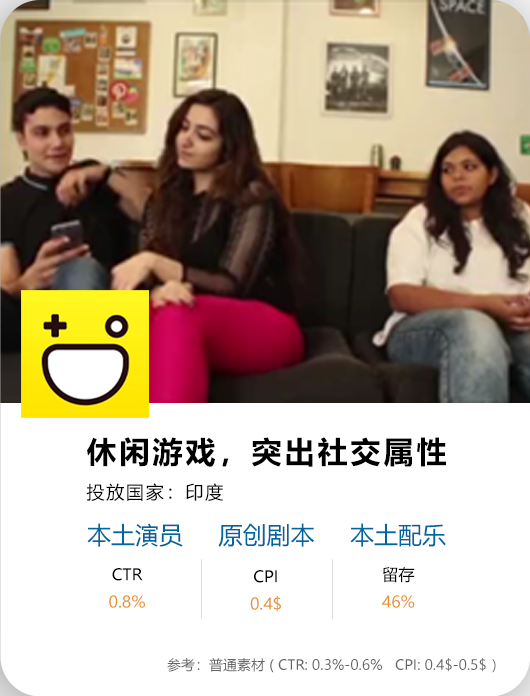 SPACE
休闲游戏，突出社交属性
投放国家：印度
本土演员 原创剧本 本土配乐
CTR CPI 留存
0.8% 0.4$ 46%
参考：普通素材 ( CTR: 0.3%-0.6% CPI: 0.4$-0.5$ )